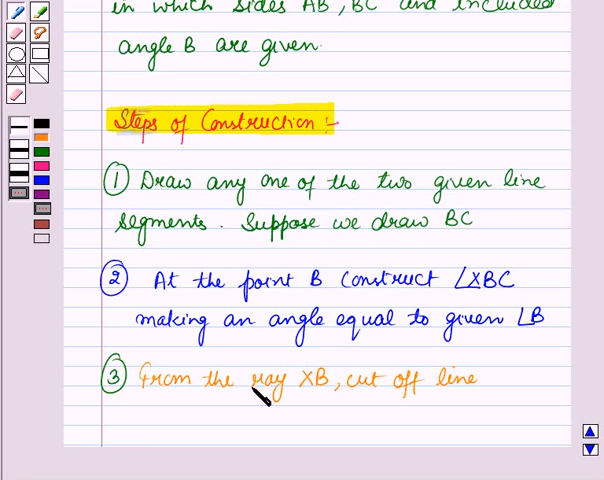 in which sides AB, BC and included
angle B are given.
Steps of Construction :-
① Draw any one of the two given line
segments. Suppose we draw BC
② At the point B construct ∠XBC
making an angle equal to given ∠B
③ From the ray XB, cut off line